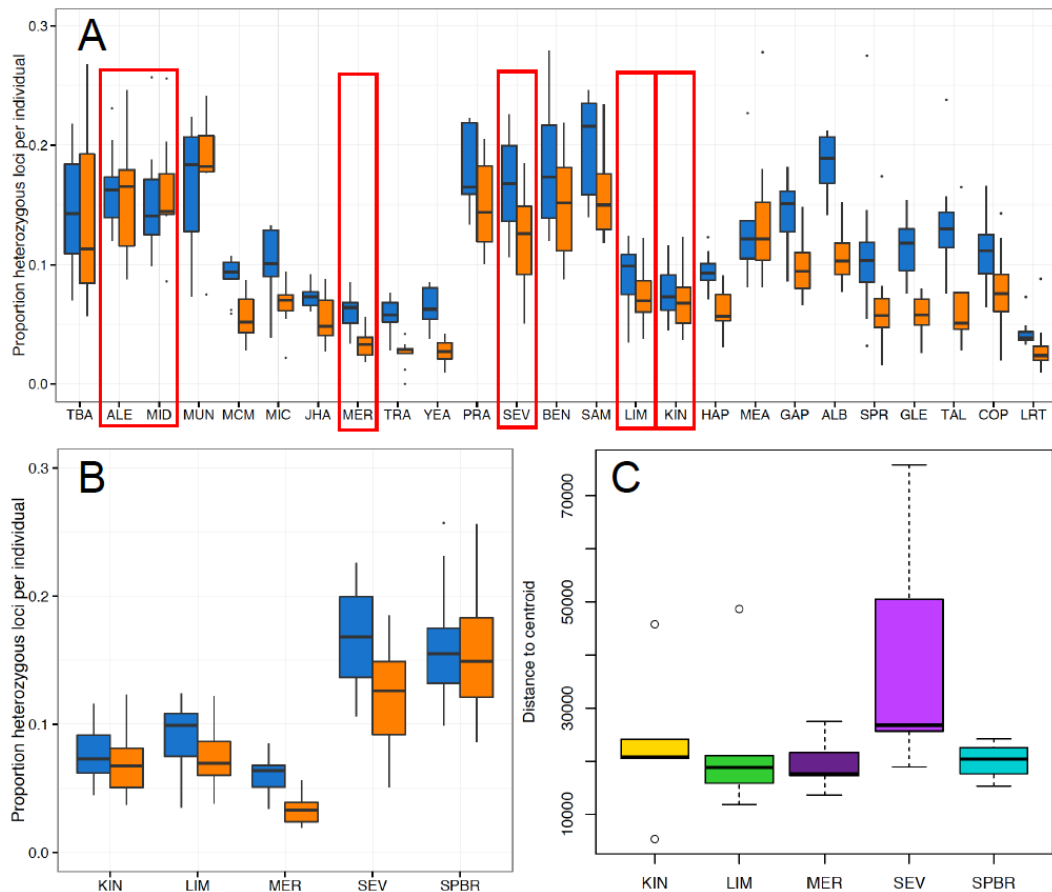 A
Proportion heterozygous loci per individual
0.3
0.2
0.1
0.0
TBA ALE MID MUN MCM MIC JHA MER TRA YEA PRA SEV BEN SAM LIM KIN HAP MEA GAP ALB SPR GLE TAL COP LRT
B
Proportion heterozygous loci per individual
0.3
0.2
0.1
0.0
KIN LIM MER SEV SPBR
C
Distance to centroid
70000
50000
30000
10000
KIN LIM MER SEV SPBR